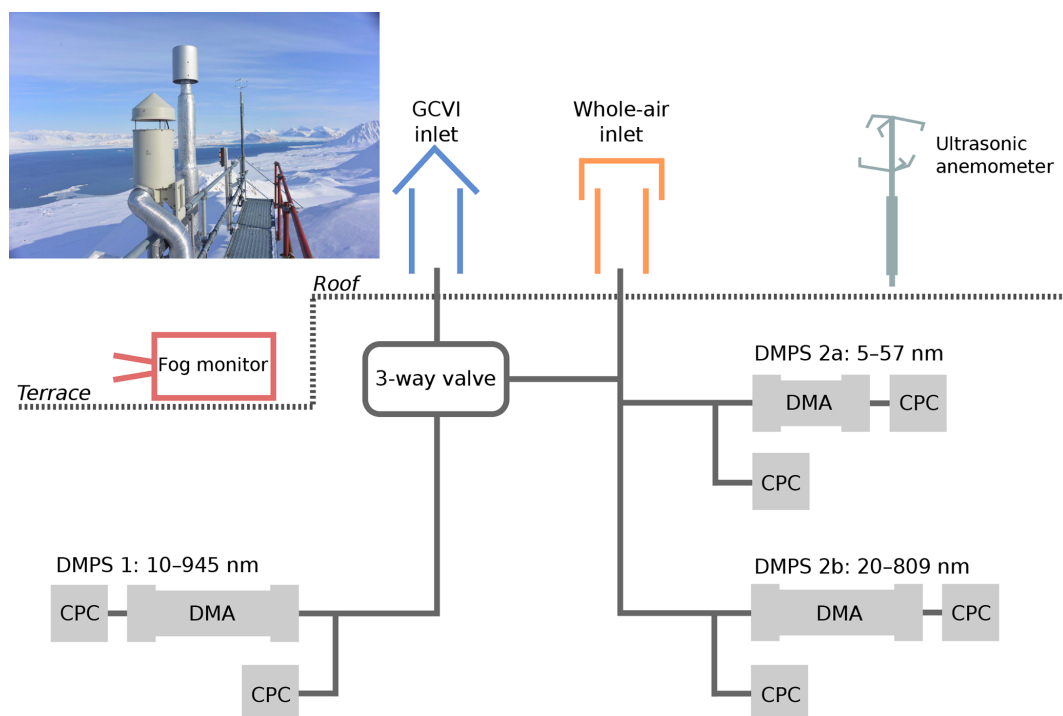 GCVI
inlet
Whole-air
inlet
Ultrasonic
anemometer
Roof
Fog monitor
Terrace
3-way valve
DMPS 2a: 5–57 nm
DMA
CPC
CPC
DMPS 1: 10–945 nm
CPC
DMA
CPC
DMPS 2b: 20–809 nm
DMA
CPC
CPC